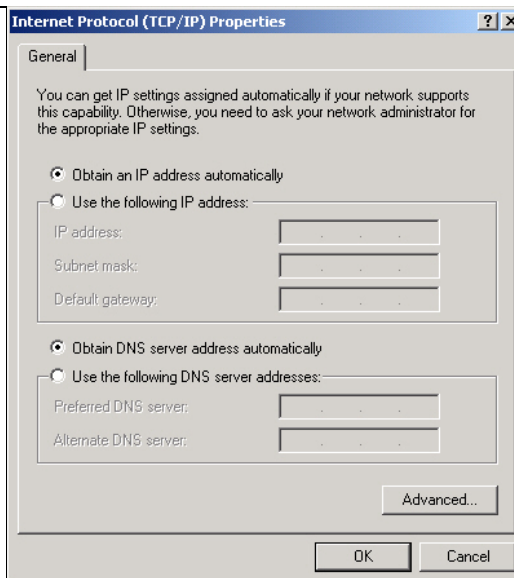 Internet Protocol (TCP/IP) Properties
General
You can get IP settings assigned automatically if your network supports
this capability. Otherwise, you need to ask your network administrator for
the appropriate IP settings.
Obtain an IP address automatically
Use the following IP address:
IP address:
Subnet mask:
Default gateway:
Obtain DNS server address automatically
Use the following DNS server addresses:
Preferred DNS server:
Alternate DNS server:
Advanced...
OK Cancel